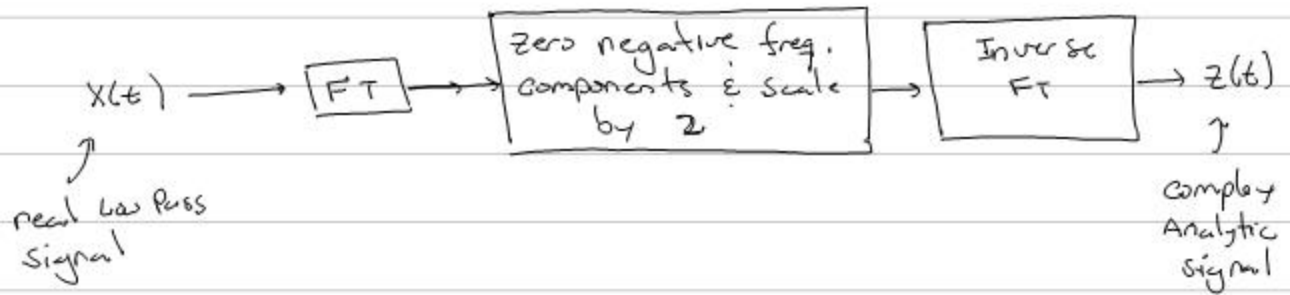 X(t)
FT
Zero negative freq.
Components & Scale
by 2
Inverse
FT
Z(t)
real Low Pass
Signal
Complex
Analytic
signal